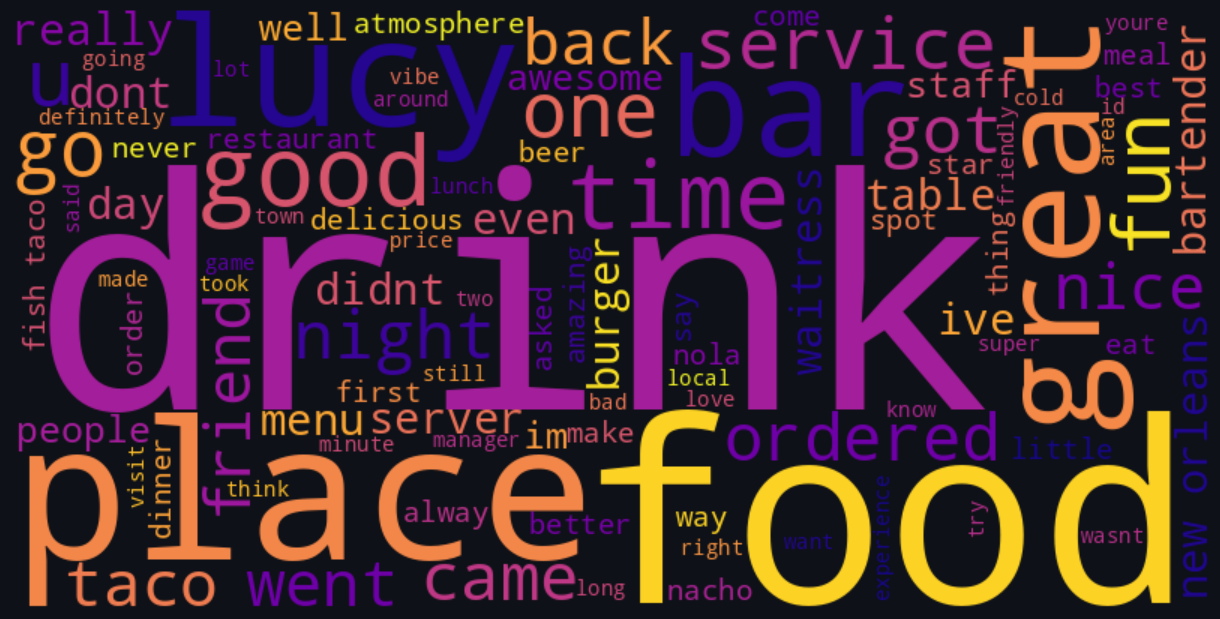 really
well
atmosphere
back
come
service
youre
going
lot
vibe
lucy
awesome
bar
great
meal
bartender
u
dont
around
one
staff
cold
best
id
definitely
restaurant
beer
got
friendly
area
fun
go
never
good
lunch
time
star
said
day
town
delicious
even
waitress
table
spot
fish taco
drink
price
thing
nice
made
game
took
order
didnt
two
asked
amazing
burger
say
ive
friend
night
nola
super
eat
new orleans
still
local
first
bad
love
know
people
menu
server
minute
manager
im
make
ordered
little
place
food
visit
dinner
think
alway
better
way
right
want
experience
try
wasnt
taco
went
came
long
nacho